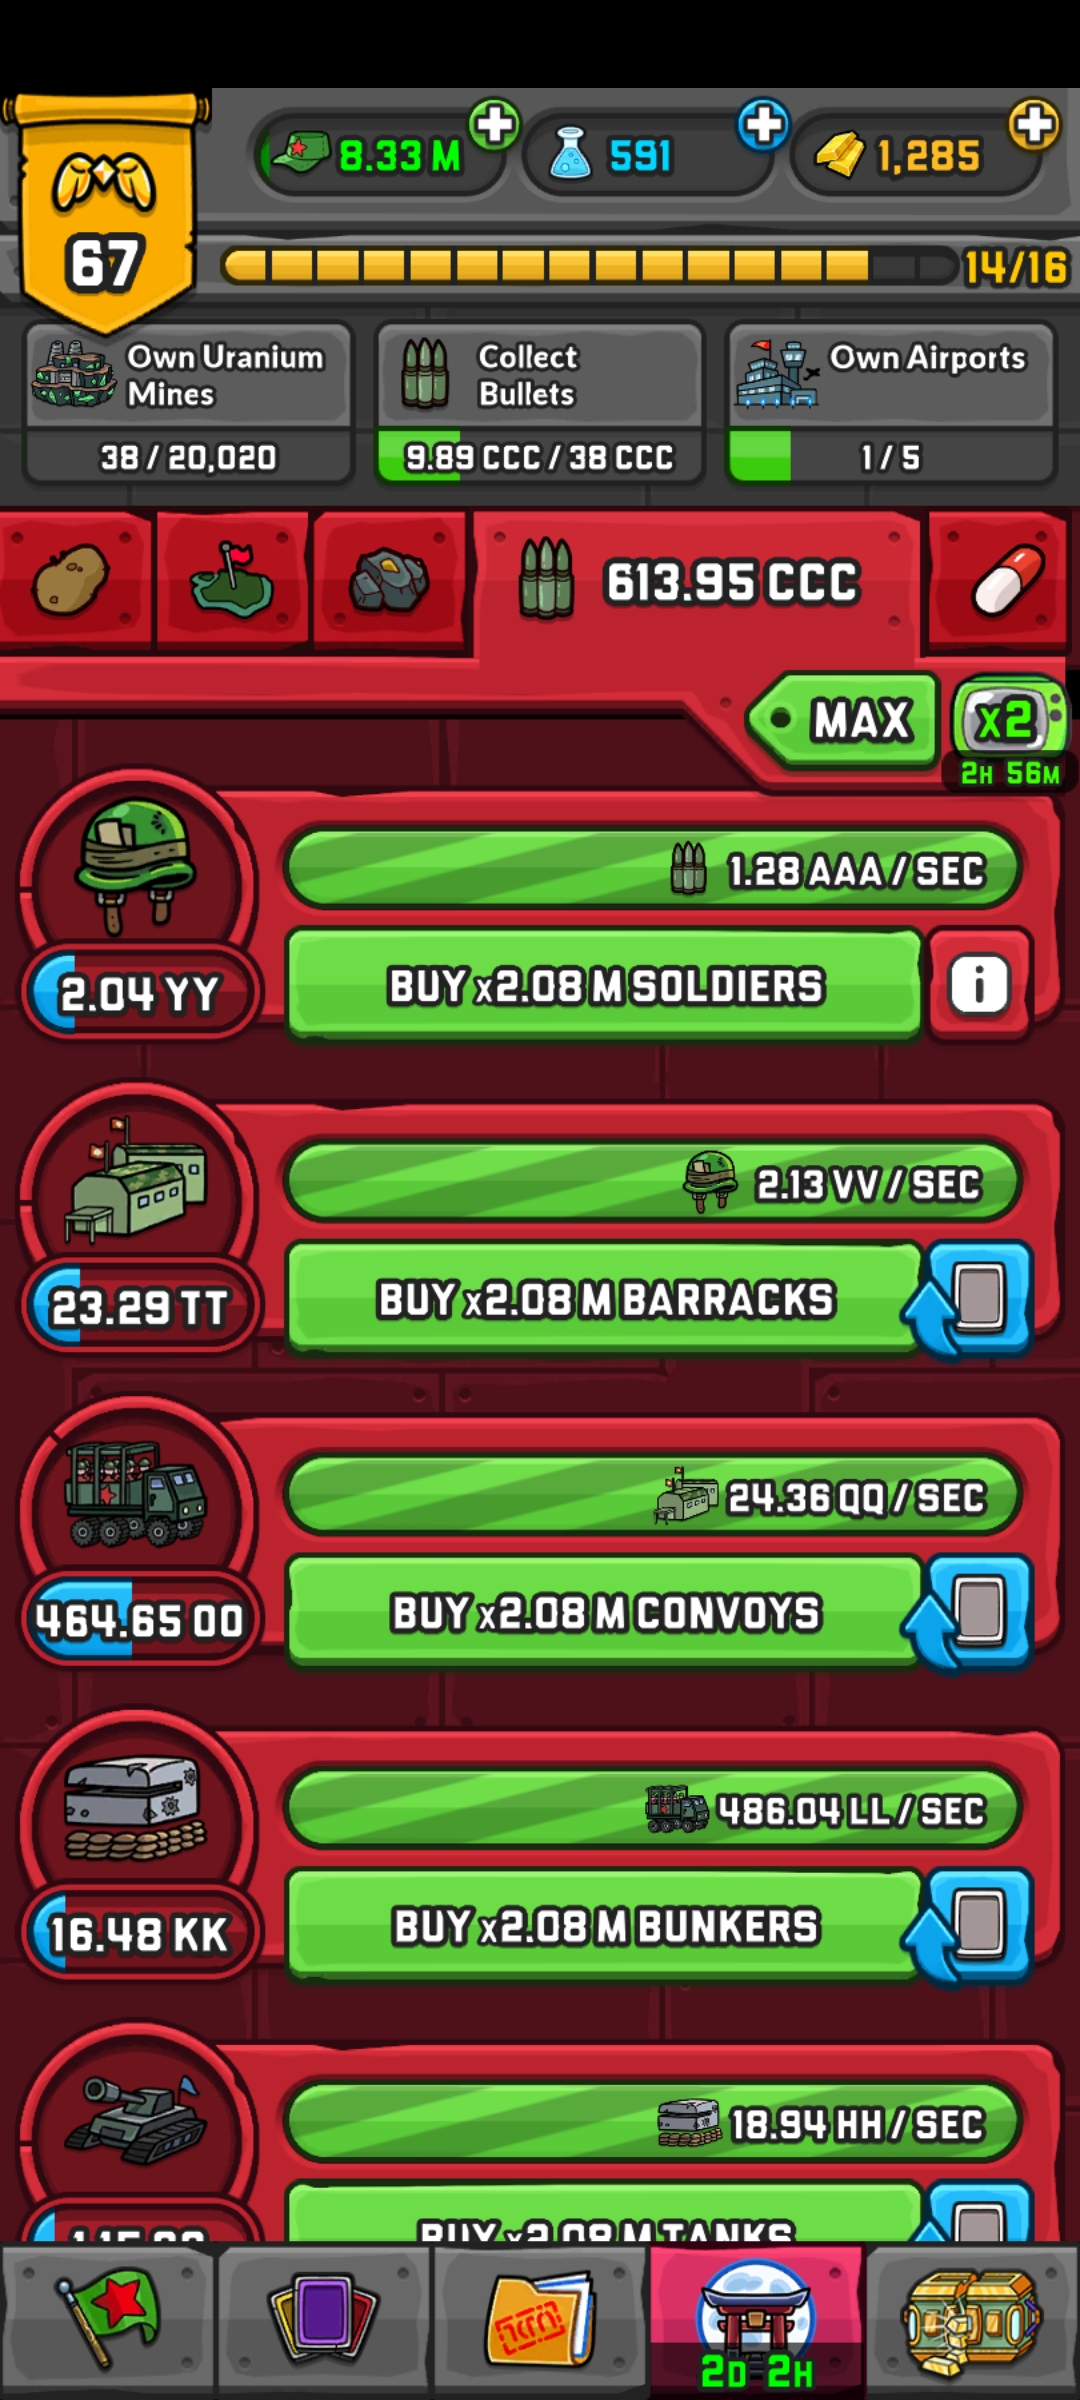 8.33 M
591
1,285
67
14/16
Own Uranium
Mines
38 / 20,020
Collect
Bullets
9.89 CCC / 38 CCC
Own Airports
1 / 5
613.95 CCC
MAX
x2
2H 56M
1.28 AAA / SEC
2.04 YY
BUY x2.08 M SOLDIERS
i
2.13 VV / SEC
23.29 TT
BUY x2.08 M BARRACKS
24.36 QQ / SEC
464.65 OO
BUY x2.08 M CONVOYS
486.04 LL / SEC
16.48 KK
BUY x2.08 M BUNKERS
18.94 HH / SEC
BUY x2.08 M TANKS
2D 2H